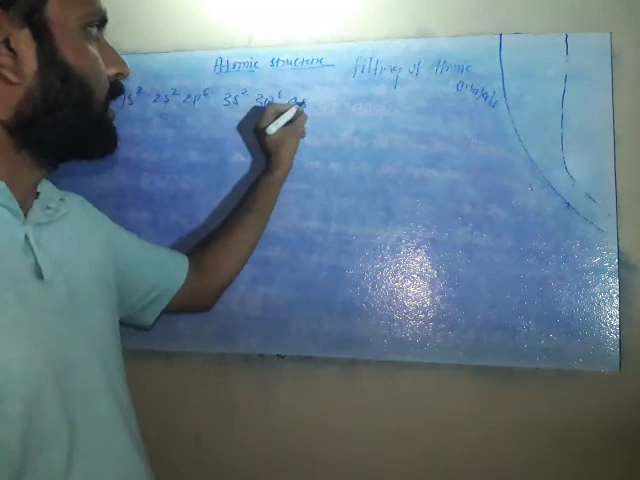 Atomic structure filling of Atomic
Orbitals
1s² 2s² 2p⁶ 3s² 3p⁶